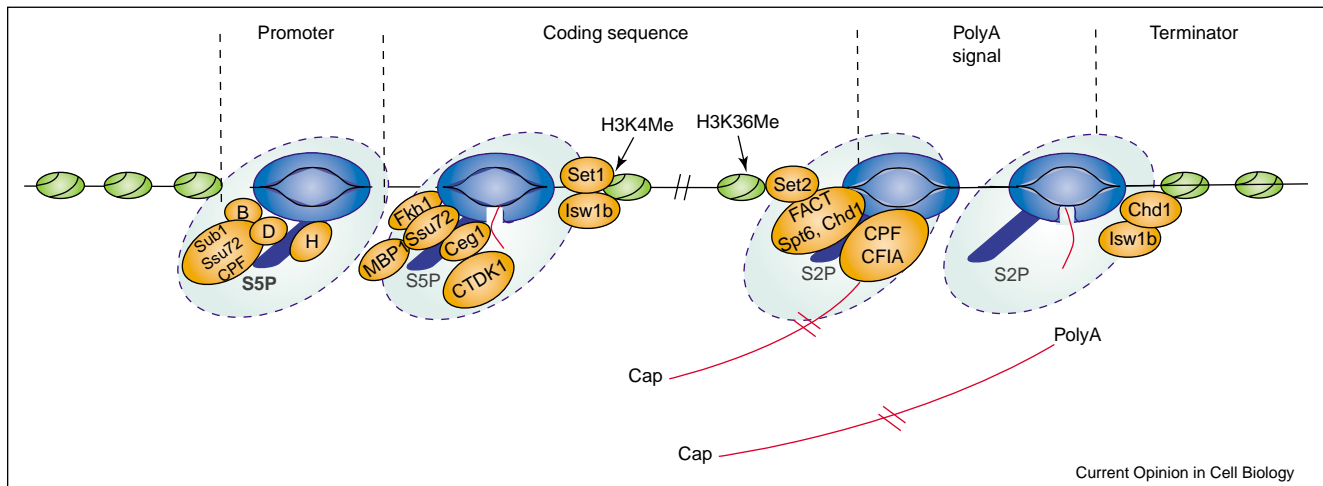 Promoter
Coding sequence
PolyA
signal
Terminator
H3K4Me
H3K36Me
B
D
H
Sub1
Ssu72
CPF
S5P
Fkh1
Ssu72
MBP1
Ceg1
CTDK1
S5P
Set1
Isw1b
Set2
FACT
Spt6, Chd1
CPF
CFIA
S2P
S2P
Chd1
Isw1b
Cap
PolyA
Cap
Current Opinion in Cell Biology